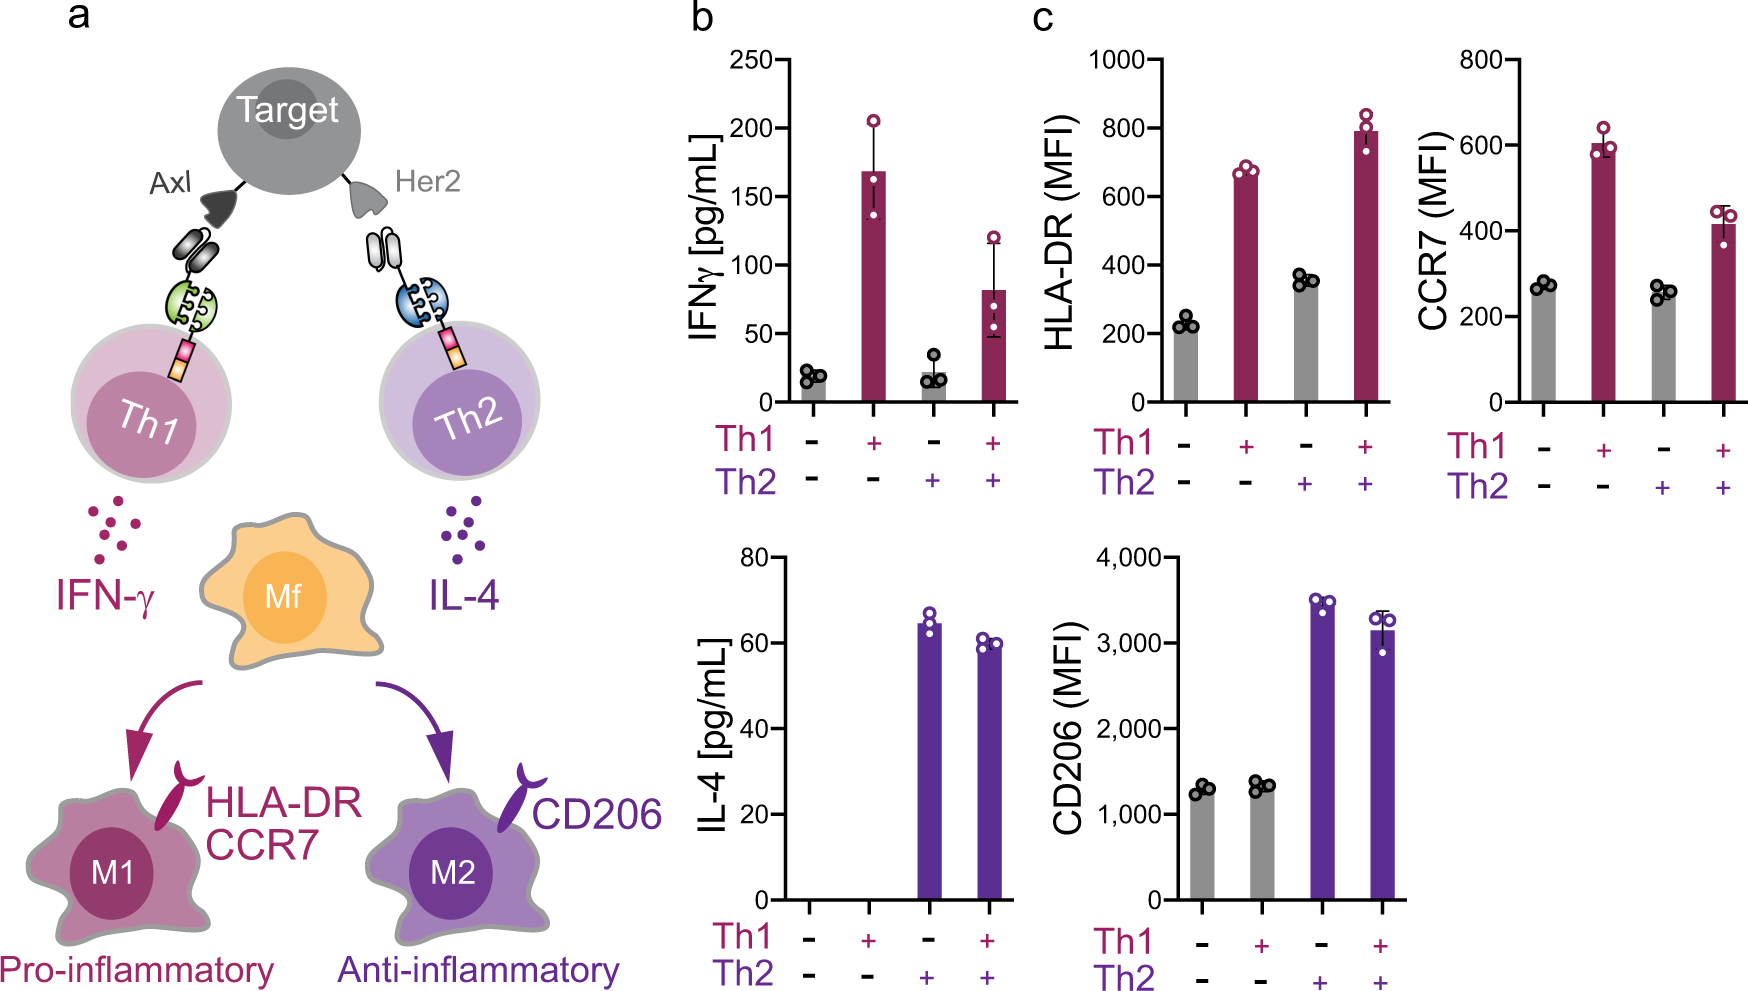 a
Target
Axl
Her2
Th1
Th2
IFN-γ
IL-4
Mf
HLA-DR
CCR7
CD206
M1
M2
Pro-inflammatory
Anti-inflammatory
b
IFNγ [pg/mL]
250
200
150
100
50
0
Th1 - + - +
Th2 - - + +
IL-4 [pg/mL]
80
60
40
20
0
Th1 - + - +
Th2 - - + +
c
HLA-DR (MFI)
1000
800
600
400
200
0
Th1 - + - +
Th2 - - + +
CCR7 (MFI)
800
600
400
200
0
Th1 - + - +
Th2 - - + +
CD206 (MFI)
4,000
3,000
2,000
1,000
0
Th1 - + - +
Th2 - - + +